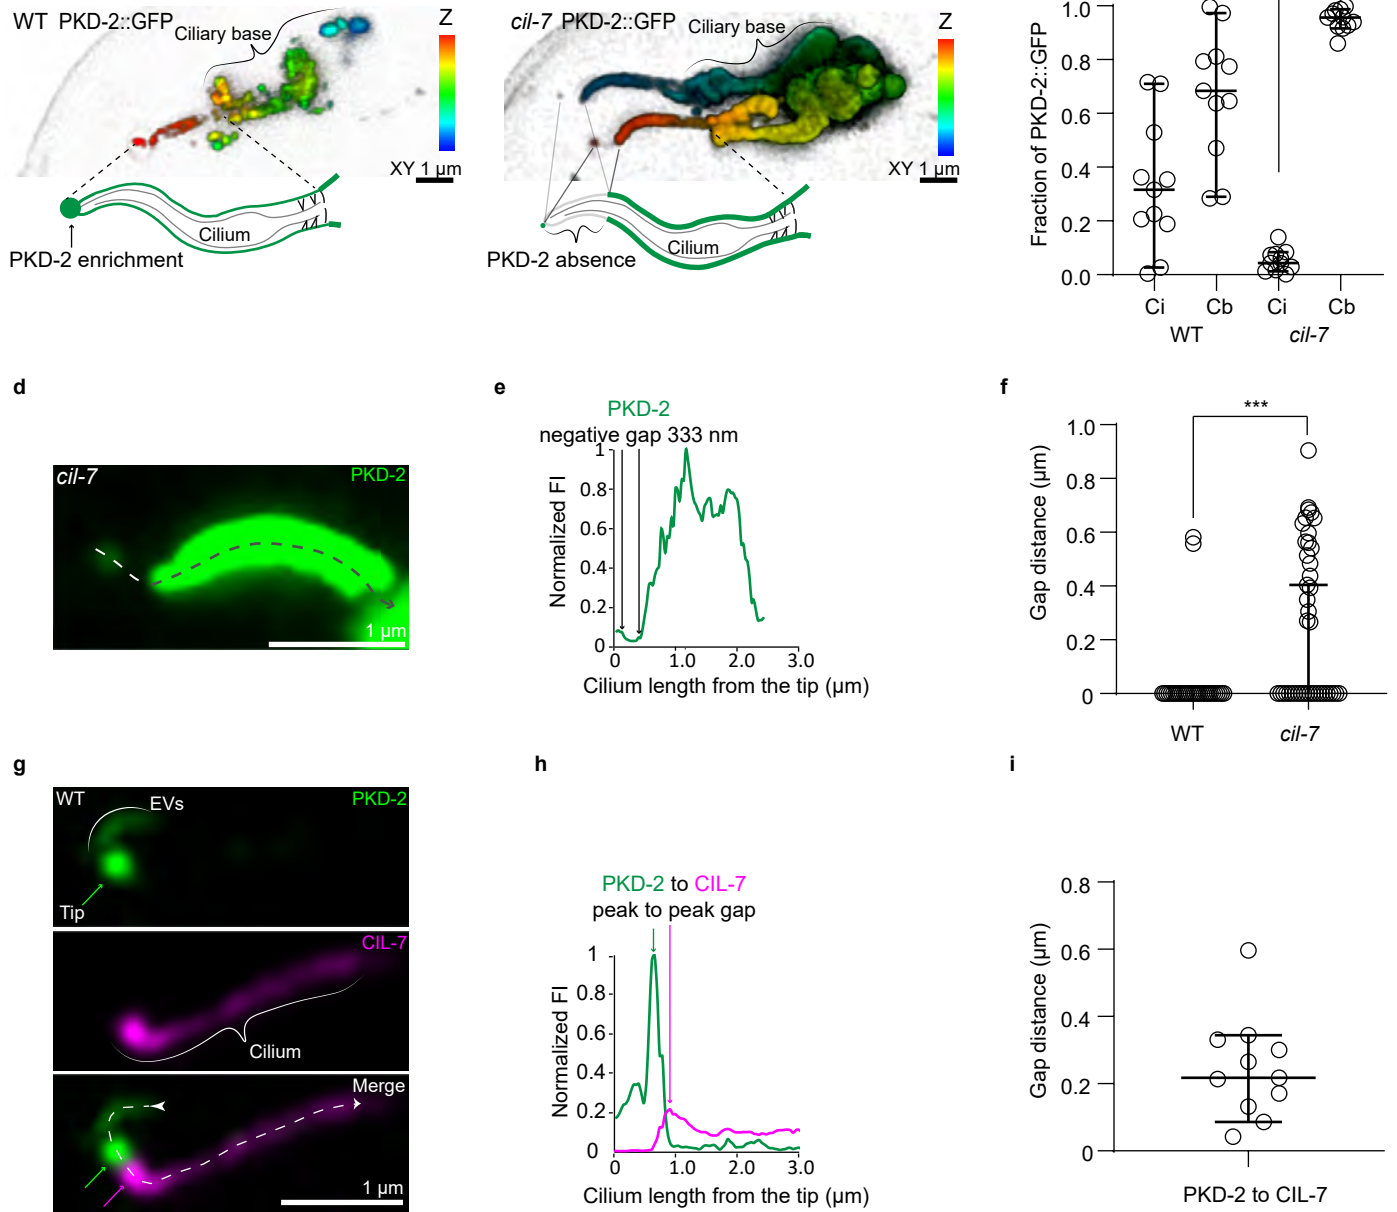 WT PKD-2::GFP
Ciliary base
Z
XY 1 µm
Cilium
PKD-2 enrichment
cil-7 PKD-2::GFP
Ciliary base
Z
XY 1 µm
Cilium
PKD-2 absence
Fraction of PKD-2::GFP
1.0
0.8
0.6
0.4
0.2
0.0
Ci Cb Ci Cb
WT cil-7
d
cil-7 PKD-2
1 µm
e
PKD-2
negative gap 333 nm
Normalized FI
1
0.8
0.6
0.4
0.2
0
0 1.0 2.0 3.0
Cilium length from the tip (µm)
f
***
Gap distance (µm)
1.0
0.8
0.6
0.4
0.2
0
WT cil-7
g
WT EVs PKD-2
Tip
CIL-7
Cilium
Merge
1 µm
h
PKD-2 to CIL-7
peak to peak gap
Normalized FI
1
0.8
0.6
0.4
0.2
0
0 1.0 2.0 3.0
Cilium length from the tip (µm)
i
Gap distance (µm)
0.8
0.6
0.4
0.2
0
PKD-2 to CIL-7